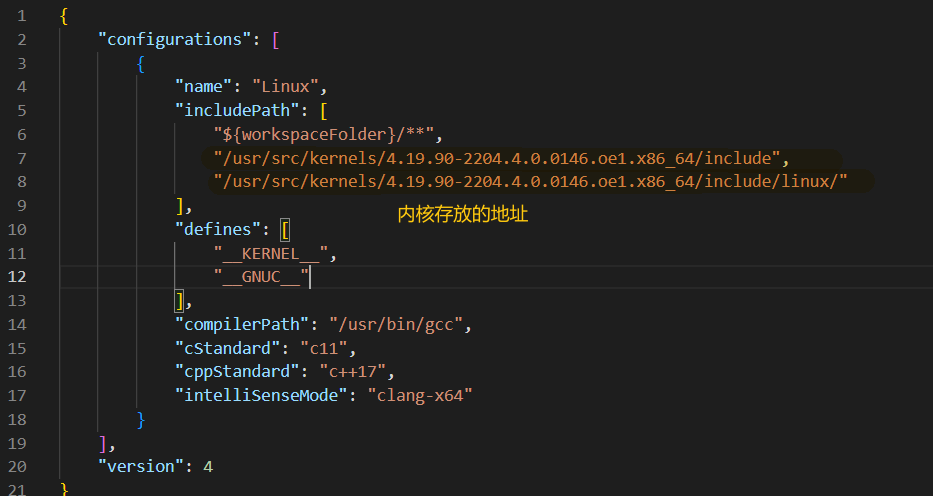 1 {
2 "configurations": [
3 {
4 "name": "Linux",
5 "includePath": [
6 "${workspaceFolder}/**",
7 "/usr/src/kernels/4.19.90-2204.4.0.0146.oe1.x86_64/include",
8 "/usr/src/kernels/4.19.90-2204.4.0.0146.oe1.x86_64/include/linux/"
9 ],
内核存放的地址
10 "defines": [
11 "__KERNEL__",
12 "__GNUC__"
13 ],
14 "compilerPath": "/usr/bin/gcc",
15 "cStandard": "c11",
16 "cppStandard": "c++17",
17 "intelliSenseMode": "clang-x64"
18 }
19 ],
20 "version": 4
21 }